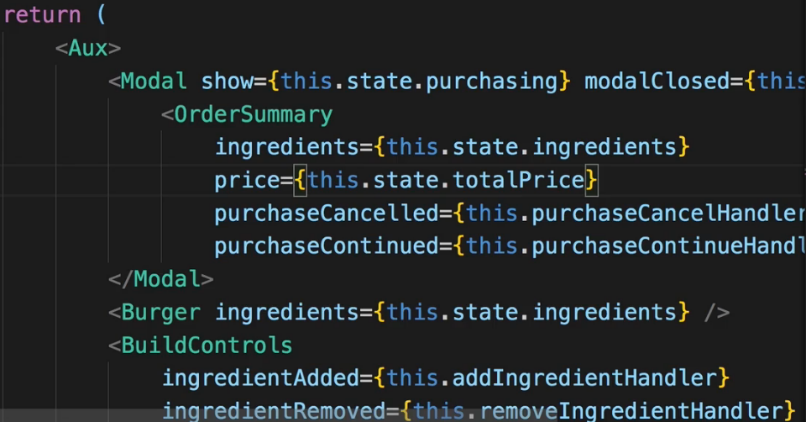 return (
<Aux>
<Modal show={this.state.purchasing} modalClosed={this
<OrderSummary
ingredients={this.state.ingredients}
price={this.state.totalPrice}
purchaseCancelled={this.purchaseCancelHandler
purchaseContinued={this.purchaseContinueHandl
</Modal>
<Burger ingredients={this.state.ingredients} />
<BuildControls
ingredientAdded={this.addIngredientHandler}
ingredientRemoved={this.removeIngredientHandler}